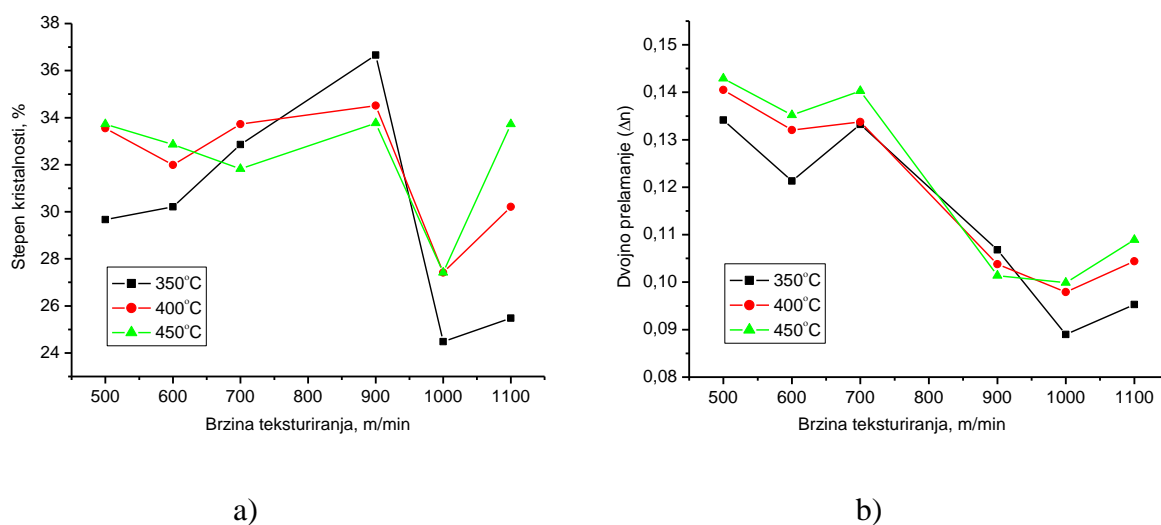 38
36
34
32
30
28
26
24
Stepen kristalnosti, %
350°C
400°C
450°C
500 600 700 800 900 1000 1100
Brzina teksturiranja, m/min
a)
0,15
0,14
0,13
0,12
0,11
0,10
0,09
0,08
Dvojno prelamanje (Δn)
350°C
400°C
450°C
500 600 700 800 900 1000 1100
Brzina teksturiranja, m/min
b)